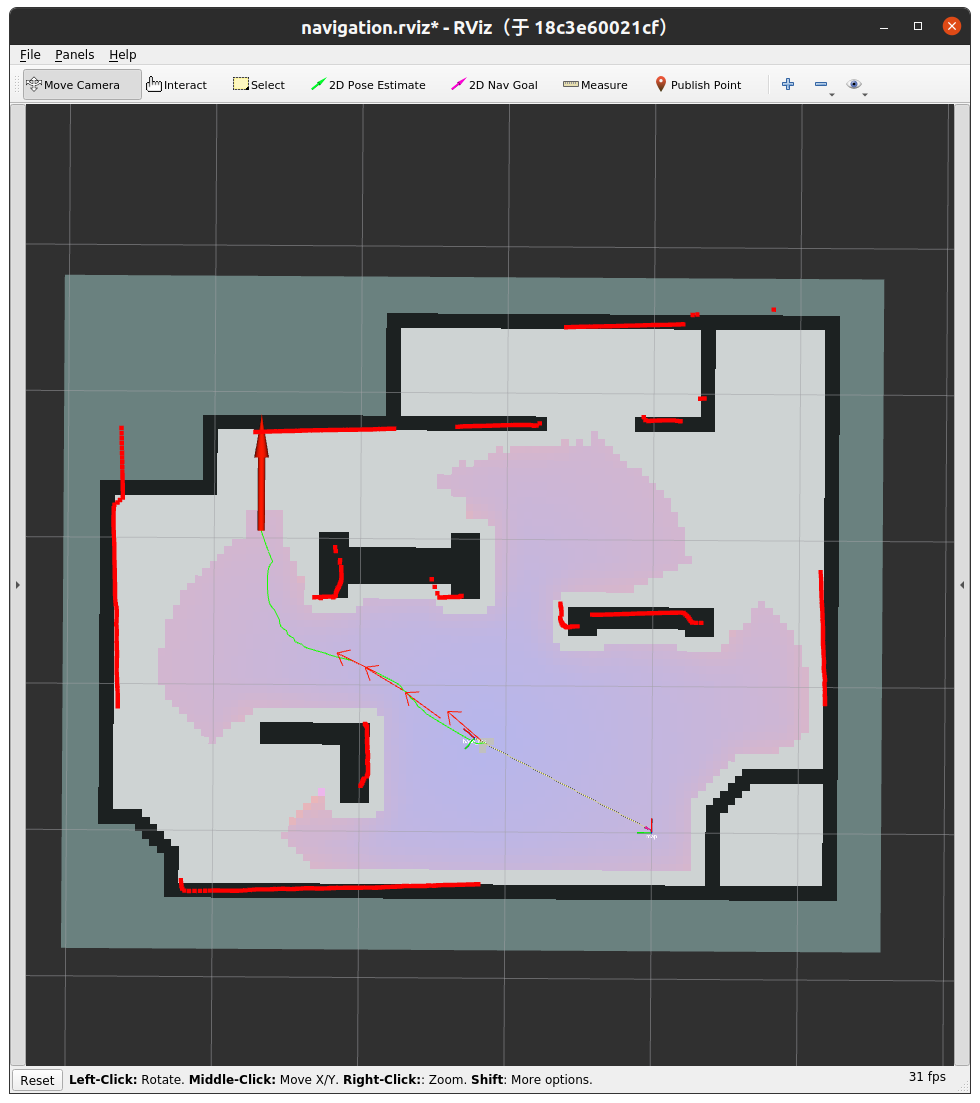 navigation.rviz* - RViz（于 18c3e60021cf）
File Panels Help
Move Camera Interact Select 2D Pose Estimate 2D Nav Goal Measure Publish Point
Reset Left-Click: Rotate. Middle-Click: Move X/Y. Right-Click:: Zoom. Shift: More options. 31 fps